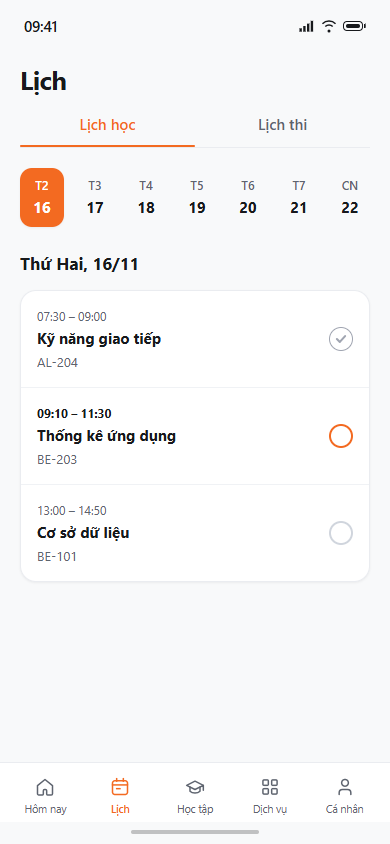 09:41
Lịch
Lịch học
Lịch thi
T2 T3 T4 T5 T6 T7 CN
16 17 18 19 20 21 22
Thứ Hai, 16/11
07:30 – 09:00
Kỹ năng giao tiếp
AL-204
09:10 – 11:30
Thống kê ứng dụng
BE-203
13:00 – 14:50
Cơ sở dữ liệu
BE-101
Hôm nay Lịch Học tập Dịch vụ Cá nhân